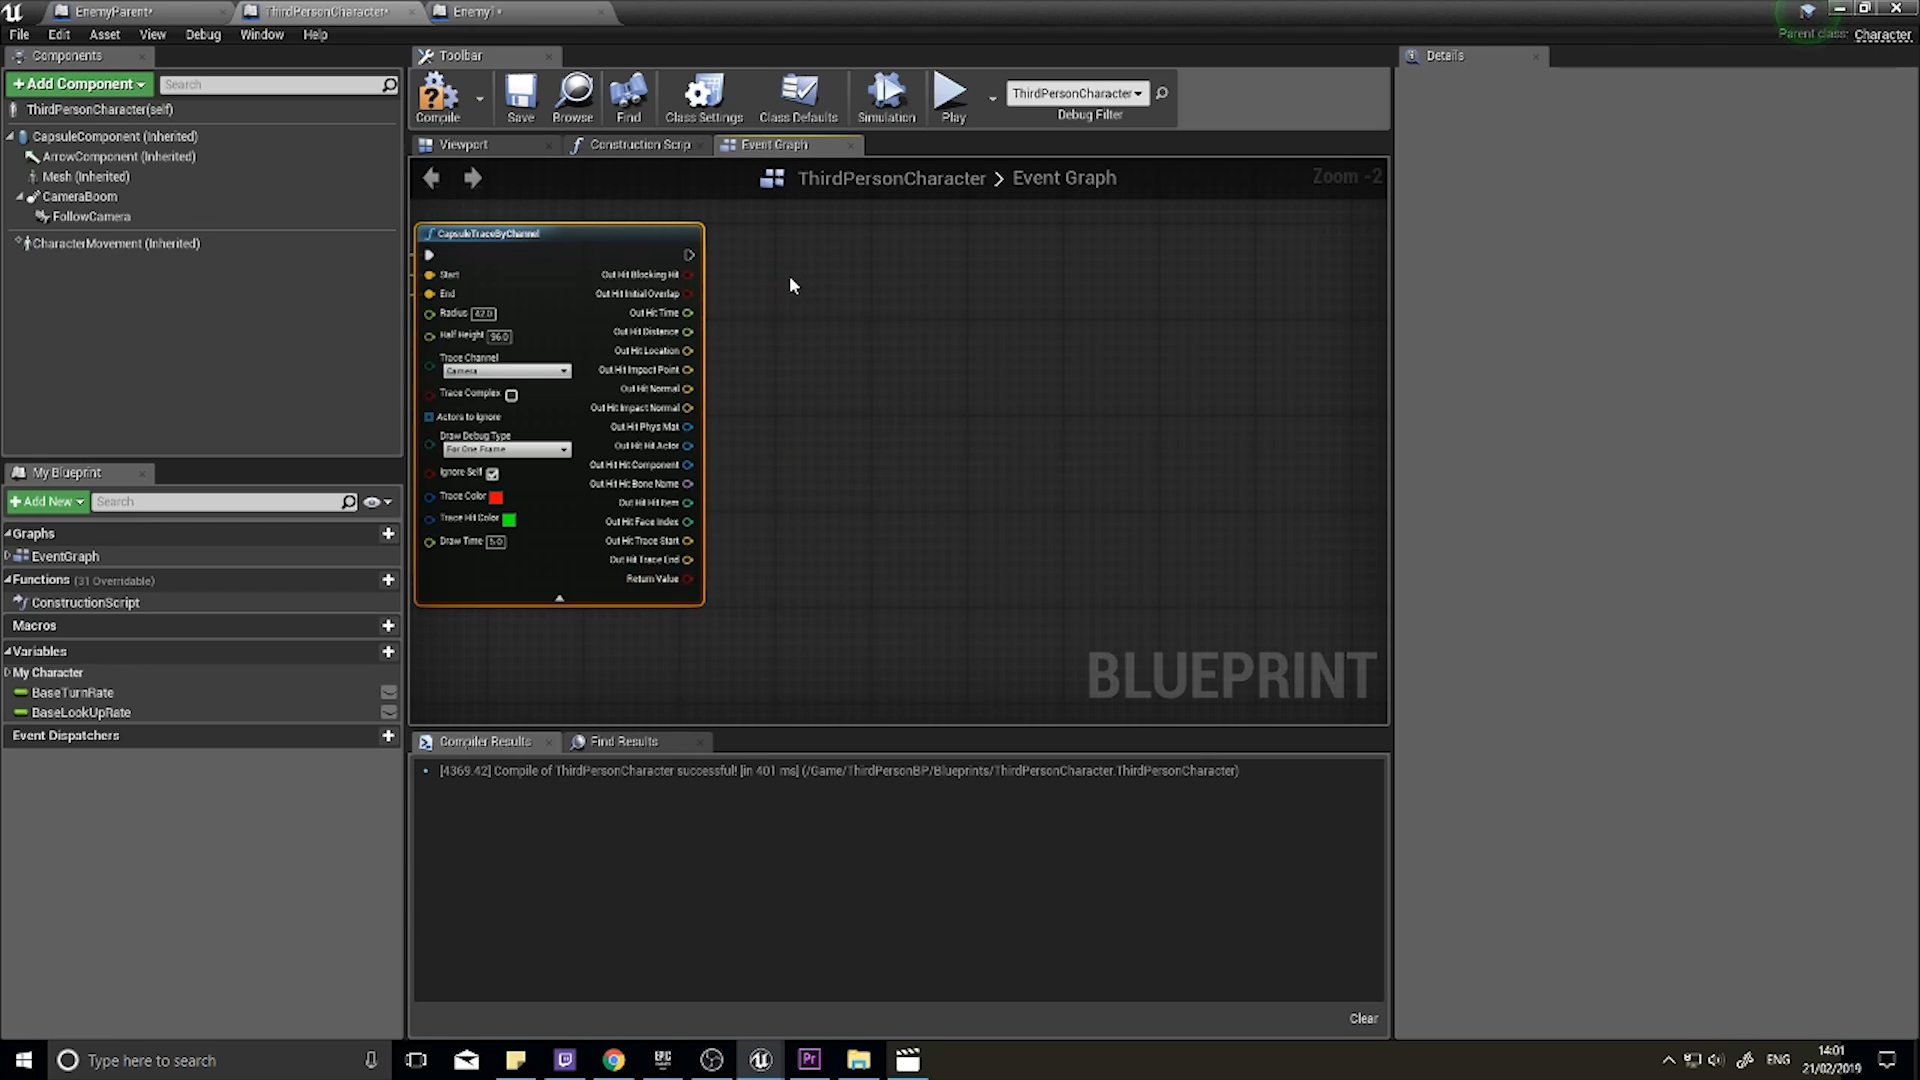 EnemyParent*
ThirdPersonCharacter*
Enemy1*
File Edit Asset View Debug Window Help
Parent class: Character
Components
Toolbar
Details
+Add Component
Search
ThirdPersonCharacter(self)
CapsuleComponent (Inherited)
ArrowComponent (Inherited)
Mesh (Inherited)
CameraBoom
FollowCamera
CharacterMovement (Inherited)
Compile
Save
Browse
Find
Class Settings
Class Defaults
Simulation
Play
ThirdPersonCharacter
Debug Filter
Viewport
Construction Scrip
Event Graph
ThirdPersonCharacter > Event Graph
Zoom -2
CapsuleTraceByChannel
Start
End
Radius 42.0
Half Height 96.0
Trace Channel
Camera
Trace Complex
Actors to Ignore
Draw Debug Type
For One Frame
Ignore Self
Trace Color
Trace Hit Color
Draw Time 5.0
Out Hit Blocking Hit
Out Hit Initial Overlap
Out Hit Time
Out Hit Distance
Out Hit Location
Out Hit Impact Point
Out Hit Normal
Out Hit Impact Normal
Out Hit Phys Mat
Out Hit Hit Actor
Out Hit Hit Component
Out Hit Hit Bone Name
Out Hit Hit Item
Out Hit Face Index
Out Hit Trace Start
Out Hit Trace End
Return Value
BLUEPRINT
My Blueprint
+Add New
Search
Graphs
EventGraph
Functions (31 Overridable)
ConstructionScript
Macros
Variables
My Character
BaseTurnRate
BaseLookUpRate
Event Dispatchers
Compiler Results
Find Results
[4369.42] Compile of ThirdPersonCharacter successful! [in 401 ms] (/Game/ThirdPersonBP/Blueprints/ThirdPersonCharacter.ThirdPersonCharacter)
Clear
Type here to search
EPIC
Pr
ENG
14:01
21/02/2019